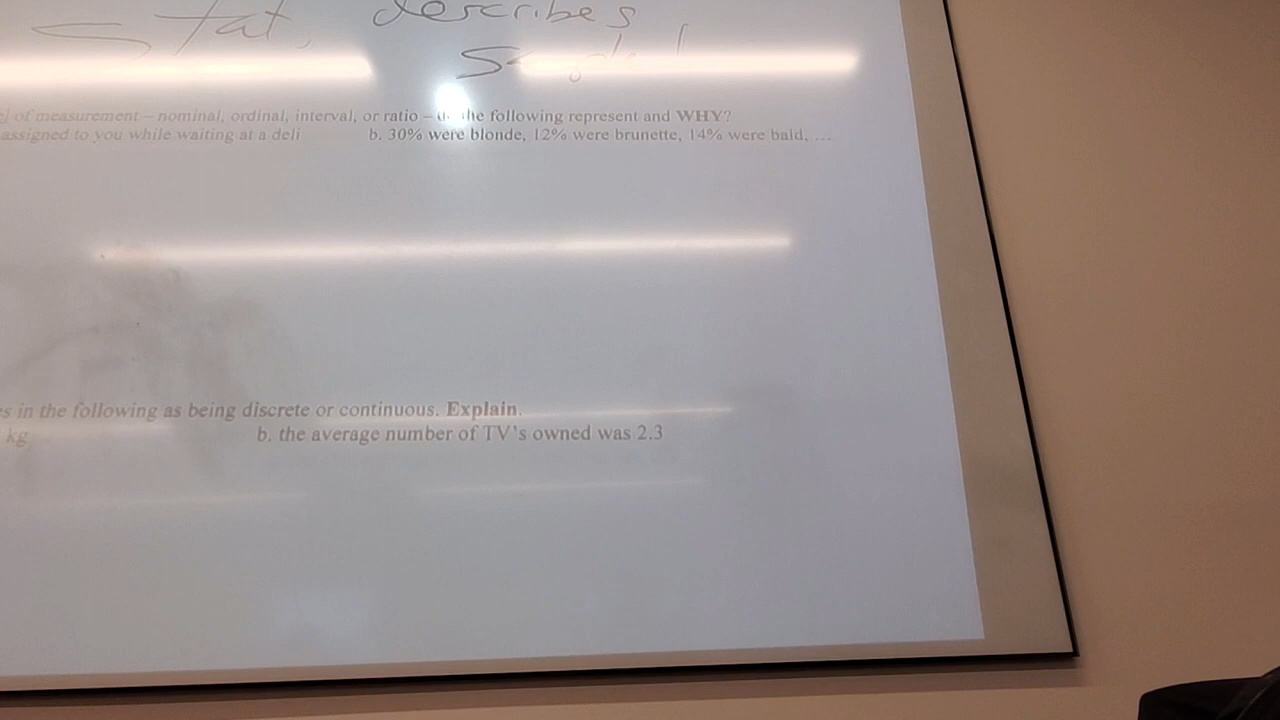 Stat. describes
sample!
of measurement – nominal, ordinal, interval, or ratio – the following represent and WHY?
assigned to you while waiting at a deli b. 30% were blonde, 12% were brunette, 14% were bald, ...
in the following as being discrete or continuous. Explain.
kg b. the average number of TV's owned was 2.3